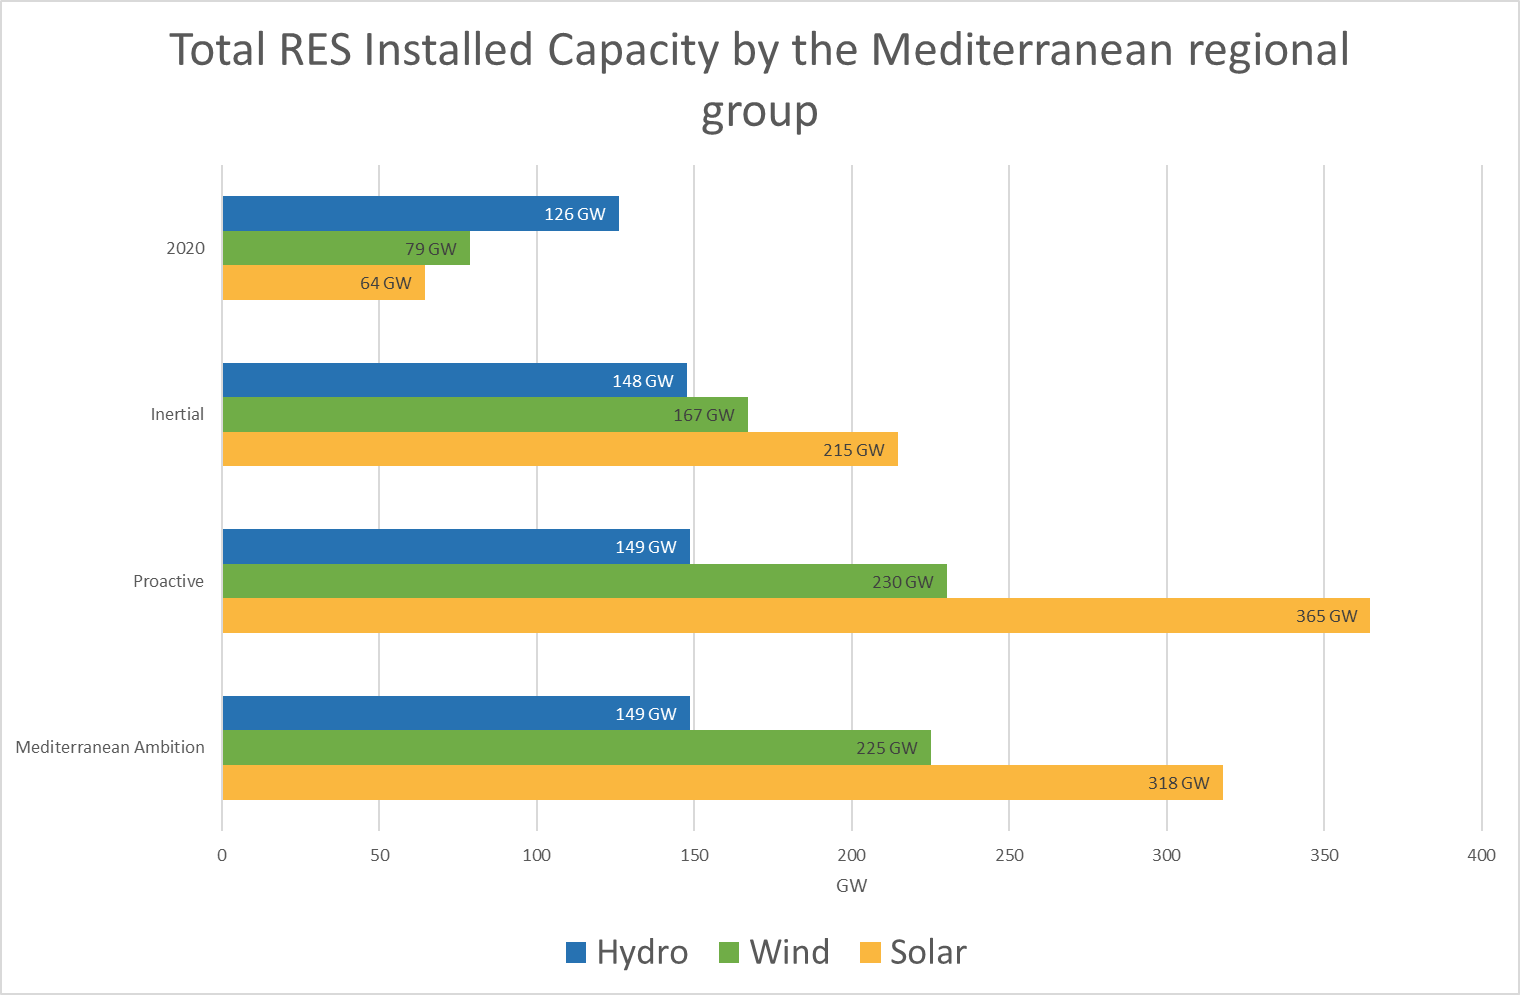 Total RES Installed Capacity by the Mediterranean regional
group
126 GW
2020
79 GW
64 GW
148 GW
Inertial
167 GW
215 GW
149 GW
Proactive
230 GW
365 GW
149 GW
Mediterranean Ambition
225 GW
318 GW
0 50 100 150 200 250 300 350 400
GW
Hydro Wind Solar